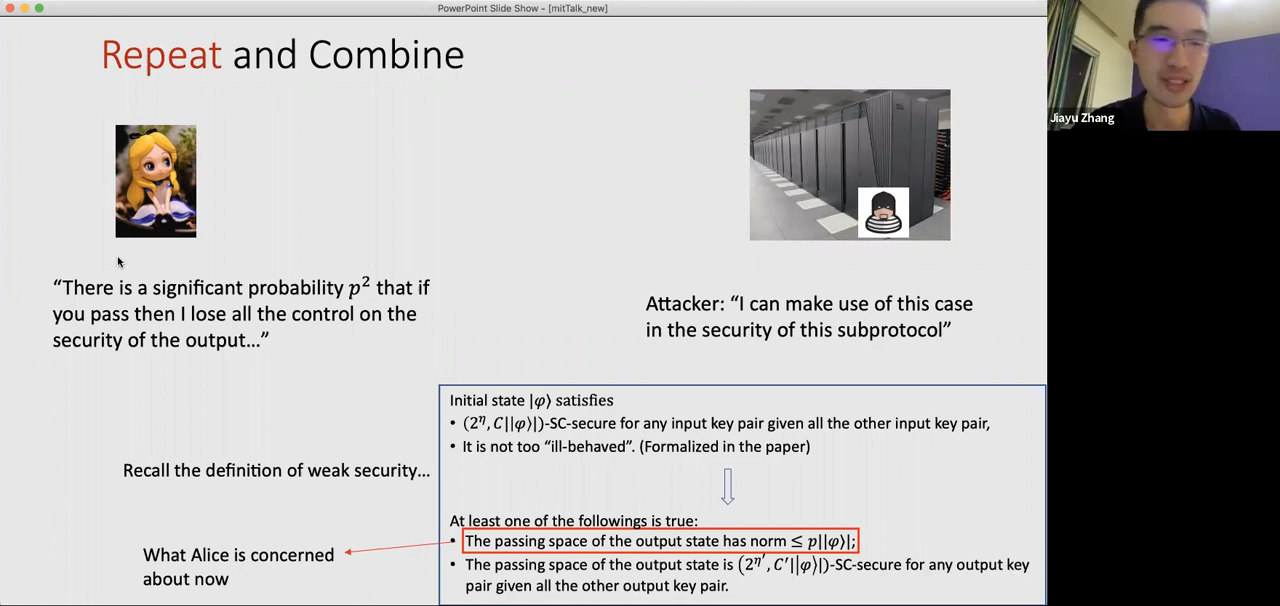 PowerPoint Slide Show - [mitTalk_new]
Repeat and Combine
Jiayu Zhang
“There is a significant probability 𝑝² that if
you pass then I lose all the control on the
security of the output…”
Attacker: “I can make use of this case
in the security of this subprotocol”
Initial state |𝜑⟩ satisfies
• (2^𝜂, 𝐶||𝜑⟩|)-SC-secure for any input key pair given all the other input key pair,
• It is not too “ill-behaved”. (Formalized in the paper)
Recall the definition of weak security…
At least one of the followings is true:
• The passing space of the output state has norm ≤ 𝑝||𝜑⟩|;
• The passing space of the output state is (2^𝜂′, 𝐶′||𝜑⟩|)-SC-secure for any output key
pair given all the other output key pair.
What Alice is concerned
about now